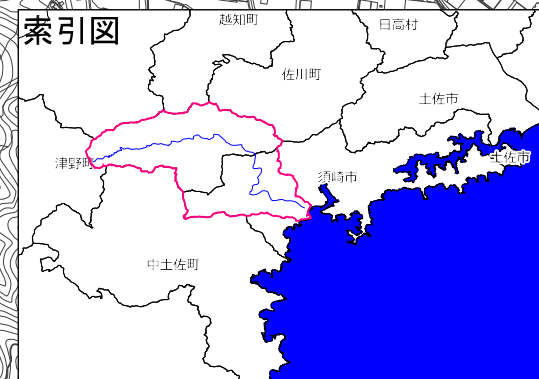 索引図
越知町
日高村
佐川町
土佐市
土佐市
津野町
須崎市
中土佐町